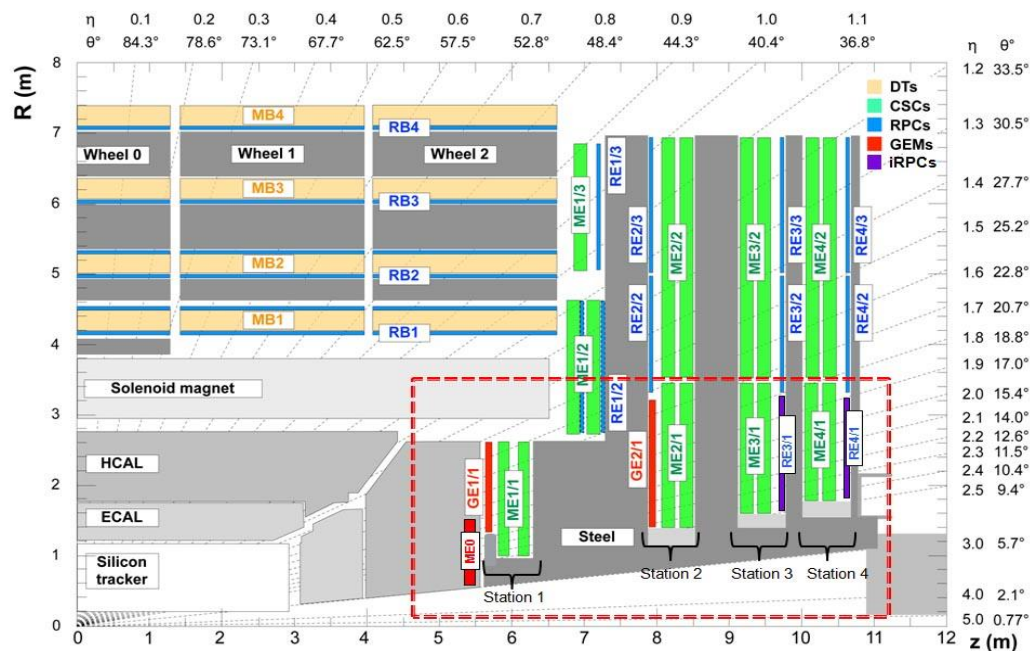 η 0.1 0.2 0.3 0.4 0.5 0.6 0.7 0.8 0.9 1.0 1.1
θ° 84.3° 78.6° 73.1° 67.7° 62.5° 57.5° 52.8° 48.4° 44.3° 40.4° 36.8° η θ°
R (m)
8
7
6
5
4
3
2
1
0
1.2 33.5°
1.3 30.5°
1.4 27.7°
1.5 25.2°
1.6 22.8°
1.7 20.7°
1.8 18.8°
1.9 17.0°
2.0 15.4°
2.1 14.0°
2.2 12.6°
2.3 11.5°
2.4 10.4°
2.5 9.4°
3.0 5.7°
4.0 2.1°
5.0 0.77°
DTs
CSCs
RPCs
GEMs
iRPCs
MB4
RB4
Wheel 0
Wheel 1
Wheel 2
MB3
RB3
MB2
RB2
MB1
RB1
Solenoid magnet
HCAL
ECAL
Silicon
tracker
Steel
ME1/3
RE1/3
ME1/2
RE1/2
RE2/3
RE2/2
ME2/2
ME3/2
RE3/3
RE3/2
ME4/2
RE4/3
RE4/2
GE1/1
ME0
ME1/1
GE2/1
ME2/1
ME3/1
RE3/1
ME4/1
RE4/1
Station 1
Station 2
Station 3
Station 4
0 1 2 3 4 5 6 7 8 9 10 11 12
z (m)